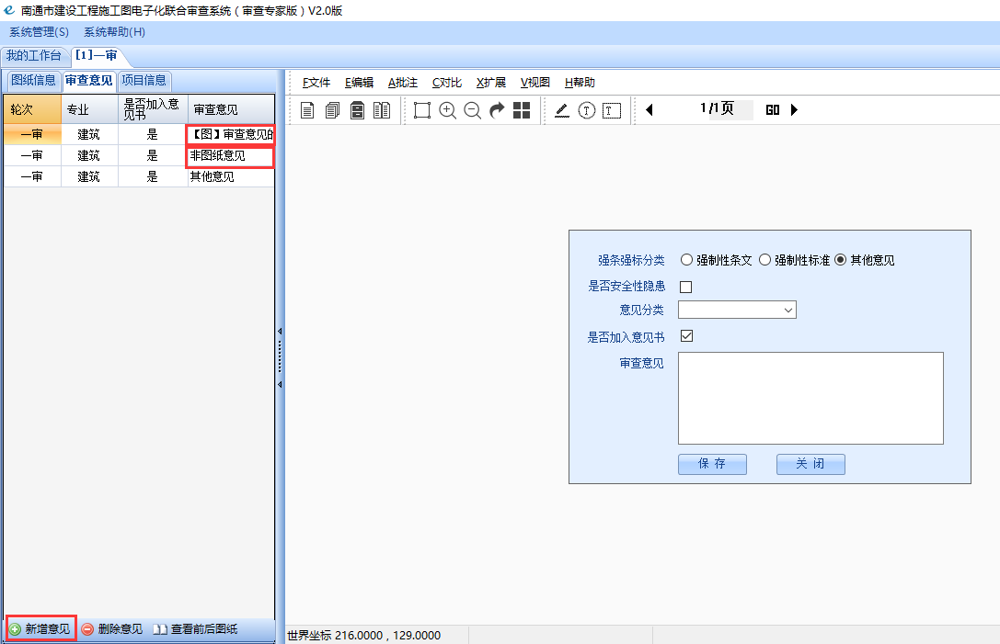 南通市建设工程施工图电子化联合审查系统（审查专家版）V2.0版
系统管理(S) 系统帮助(H)
我的工作台 [1]一审
图纸信息 审查意见 项目信息
轮次 专业 是否加入意见书 审查意见
一审 建筑 是 【图】审查意见的
一审 建筑 是 非图纸意见
一审 建筑 是 其他意见
新增意见 删除意见 查看前后图纸
F文件 E编辑 A批注 C对比 X扩展 V视图 H帮助
1/1页 GO
强条强标分类 强制性条文 强制性标准 其他意见
是否安全性隐患
意见分类
是否加入意见书
审查意见
保 存 关 闭
世界坐标 216.0000 , 129.0000